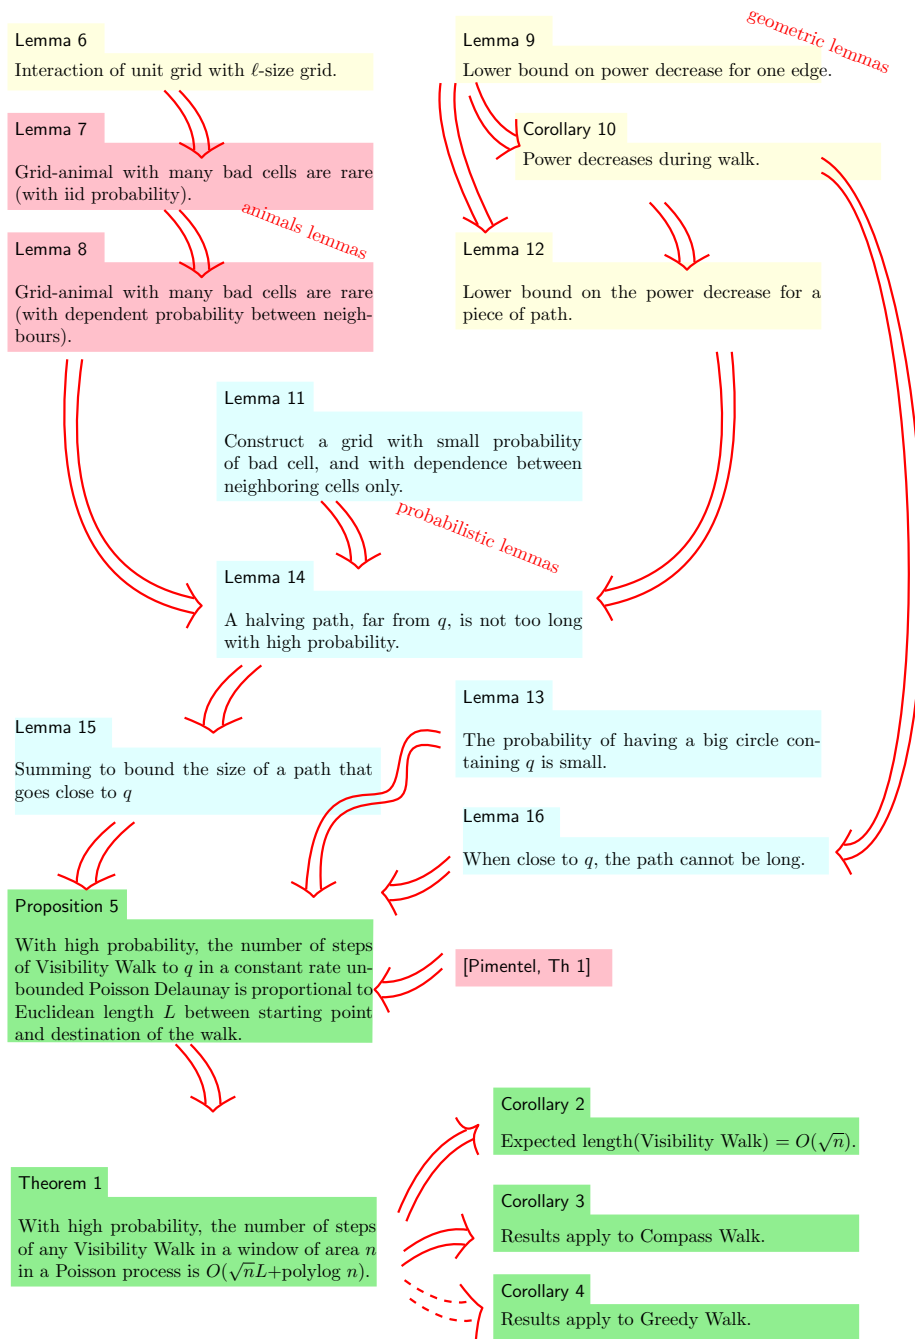 Lemma 6
Interaction of unit grid with ℓ-size grid.
Lemma 7
Grid-animal with many bad cells are rare
(with iid probability).
animals lemmas
Lemma 8
Grid-animal with many bad cells are rare
(with dependent probability between neigh-
bours).
geometric lemmas
Lemma 9
Lower bound on power decrease for one edge.
Corollary 10
Power decreases during walk.
Lemma 12
Lower bound on the power decrease for a
piece of path.
Lemma 11
Construct a grid with small probability
of bad cell, and with dependence between
neighboring cells only.
probabilistic lemmas
Lemma 14
A halving path, far from q, is not too long
with high probability.
Lemma 15
Summing to bound the size of a path that
goes close to q
Lemma 13
The probability of having a big circle con-
taining q is small.
Lemma 16
When close to q, the path cannot be long.
Proposition 5
With high probability, the number of steps
of Visibility Walk to q in a constant rate un-
bounded Poisson Delaunay is proportional to
Euclidean length L between starting point
and destination of the walk.
[Pimentel, Th 1]
Theorem 1
With high probability, the number of steps
of any Visibility Walk in a window of area n
in a Poisson process is O(√nL+polylog n).
Corollary 2
Expected length(Visibility Walk) = O(√n).
Corollary 3
Results apply to Compass Walk.
Corollary 4
Results apply to Greedy Walk.